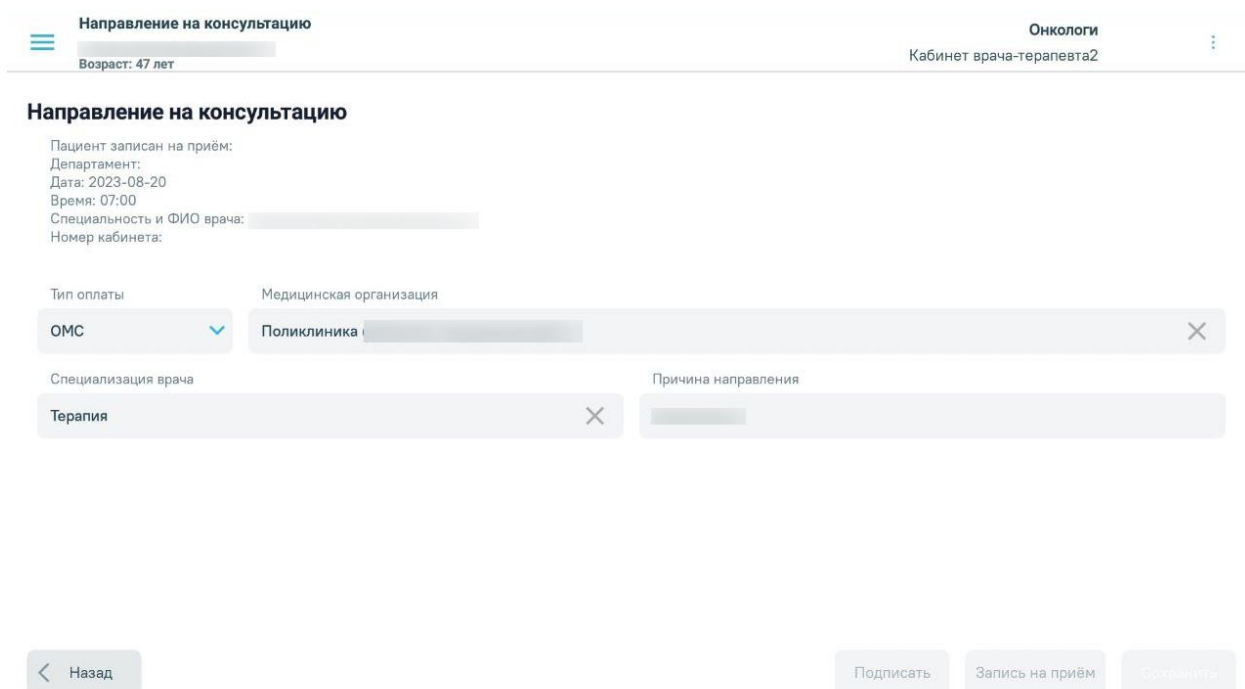 Направление на консультацию
Возраст: 47 лет
Онкологи
Кабинет врача-терапевта2
Направление на консультацию
Пациент записан на приём:
Департамент:
Дата: 2023-08-20
Время: 07:00
Специальность и ФИО врача:
Номер кабинета:
Тип оплаты Медицинская организация
ОМС Поликлиника
Специализация врача Причина направления
Терапия
Назад Подписать Запись на приём Сохранить